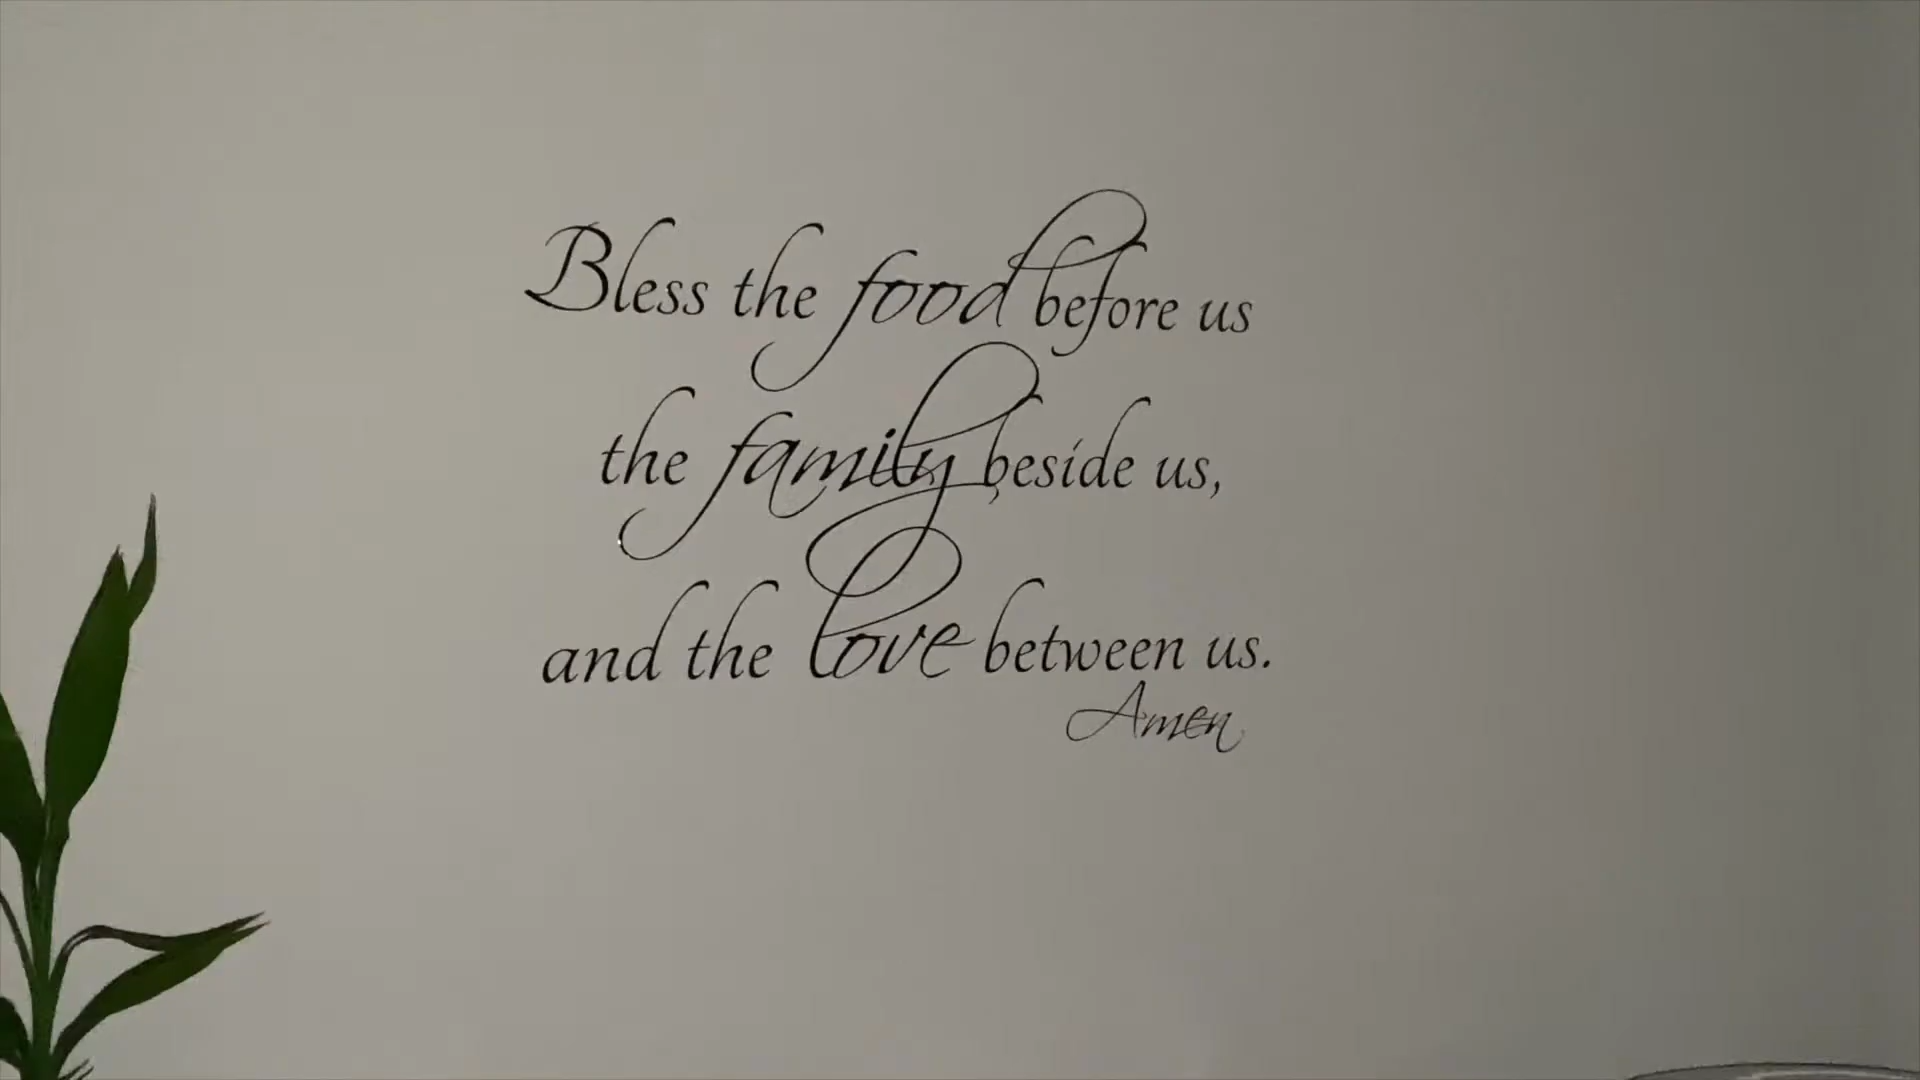 Bless the food before us
the family beside us,
and the love between us.
Amen